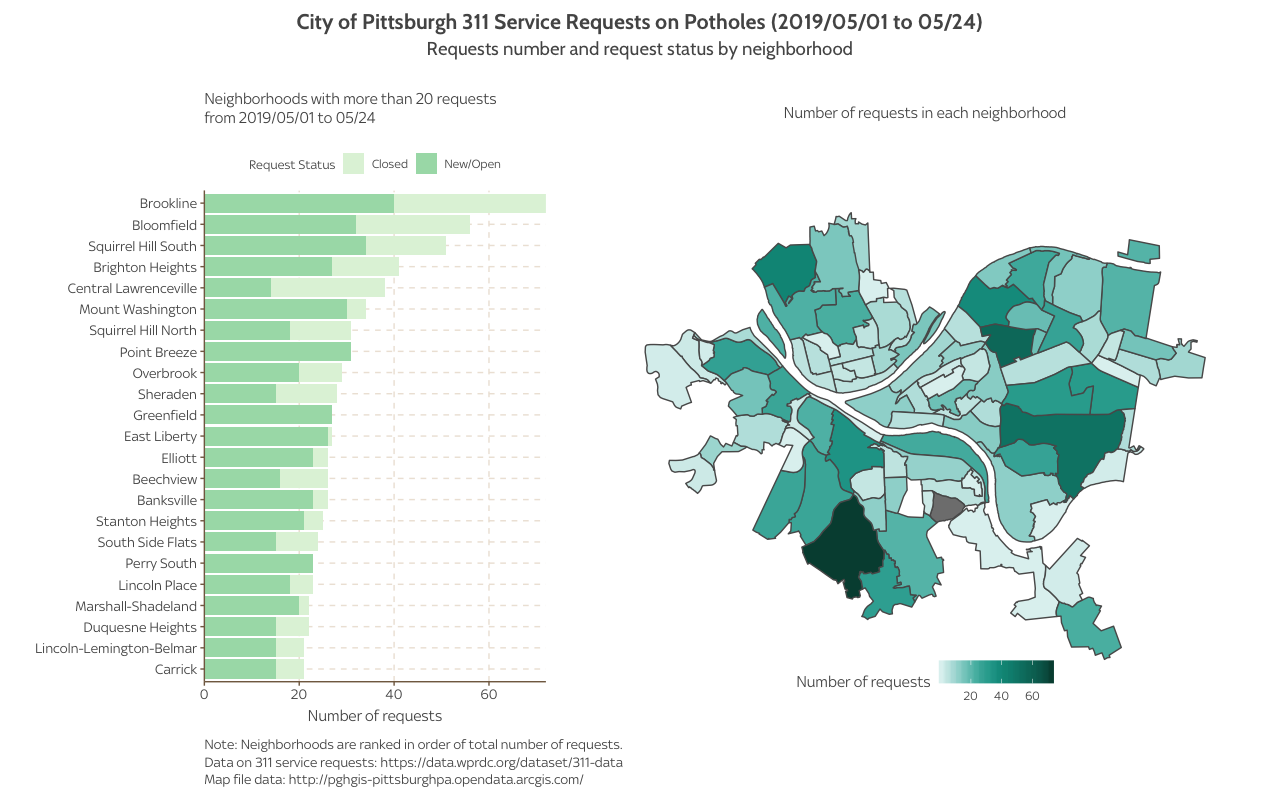 City of Pittsburgh 311 Service Requests on Potholes (2019/05/01 to 05/24)
Requests number and request status by neighborhood
Neighborhoods with more than 20 requests
from 2019/05/01 to 05/24
Request Status Closed New/Open
Brookline
Bloomfield
Squirrel Hill South
Brighton Heights
Central Lawrenceville
Mount Washington
Squirrel Hill North
Point Breeze
Overbrook
Sheraden
Greenfield
East Liberty
Elliott
Beechview
Banksville
Stanton Heights
South Side Flats
Perry South
Lincoln Place
Marshall-Shadeland
Duquesne Heights
Lincoln-Lemington-Belmar
Carrick
0 20 40 60
Number of requests
Note: Neighborhoods are ranked in order of total number of requests.
Data on 311 service requests: https://data.wprdc.org/dataset/311-data
Map file data: http://pghgis-pittsburghpa.opendata.arcgis.com/
Number of requests in each neighborhood
Number of requests
20 40 60